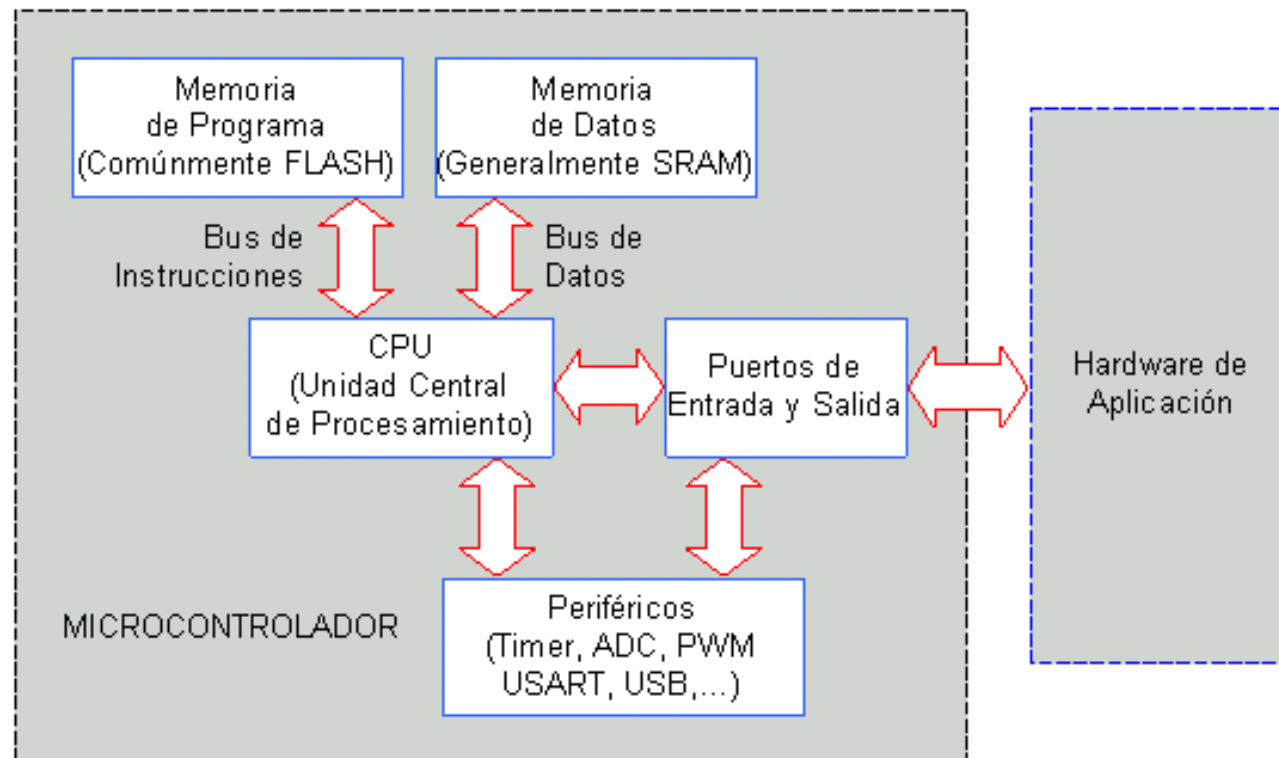 Memoria
de Programa
(Comúnmente FLASH)
Memoria
de Datos
(Generalmente SRAM)
Bus de
Instrucciones
Bus de
Datos
CPU
(Unidad Central
de Procesamiento)
Puertos de
Entrada y Salida
Hardware de
Aplicación
MICROCONTROLADOR
Periféricos
(Timer, ADC, PWM
USART, USB,...)